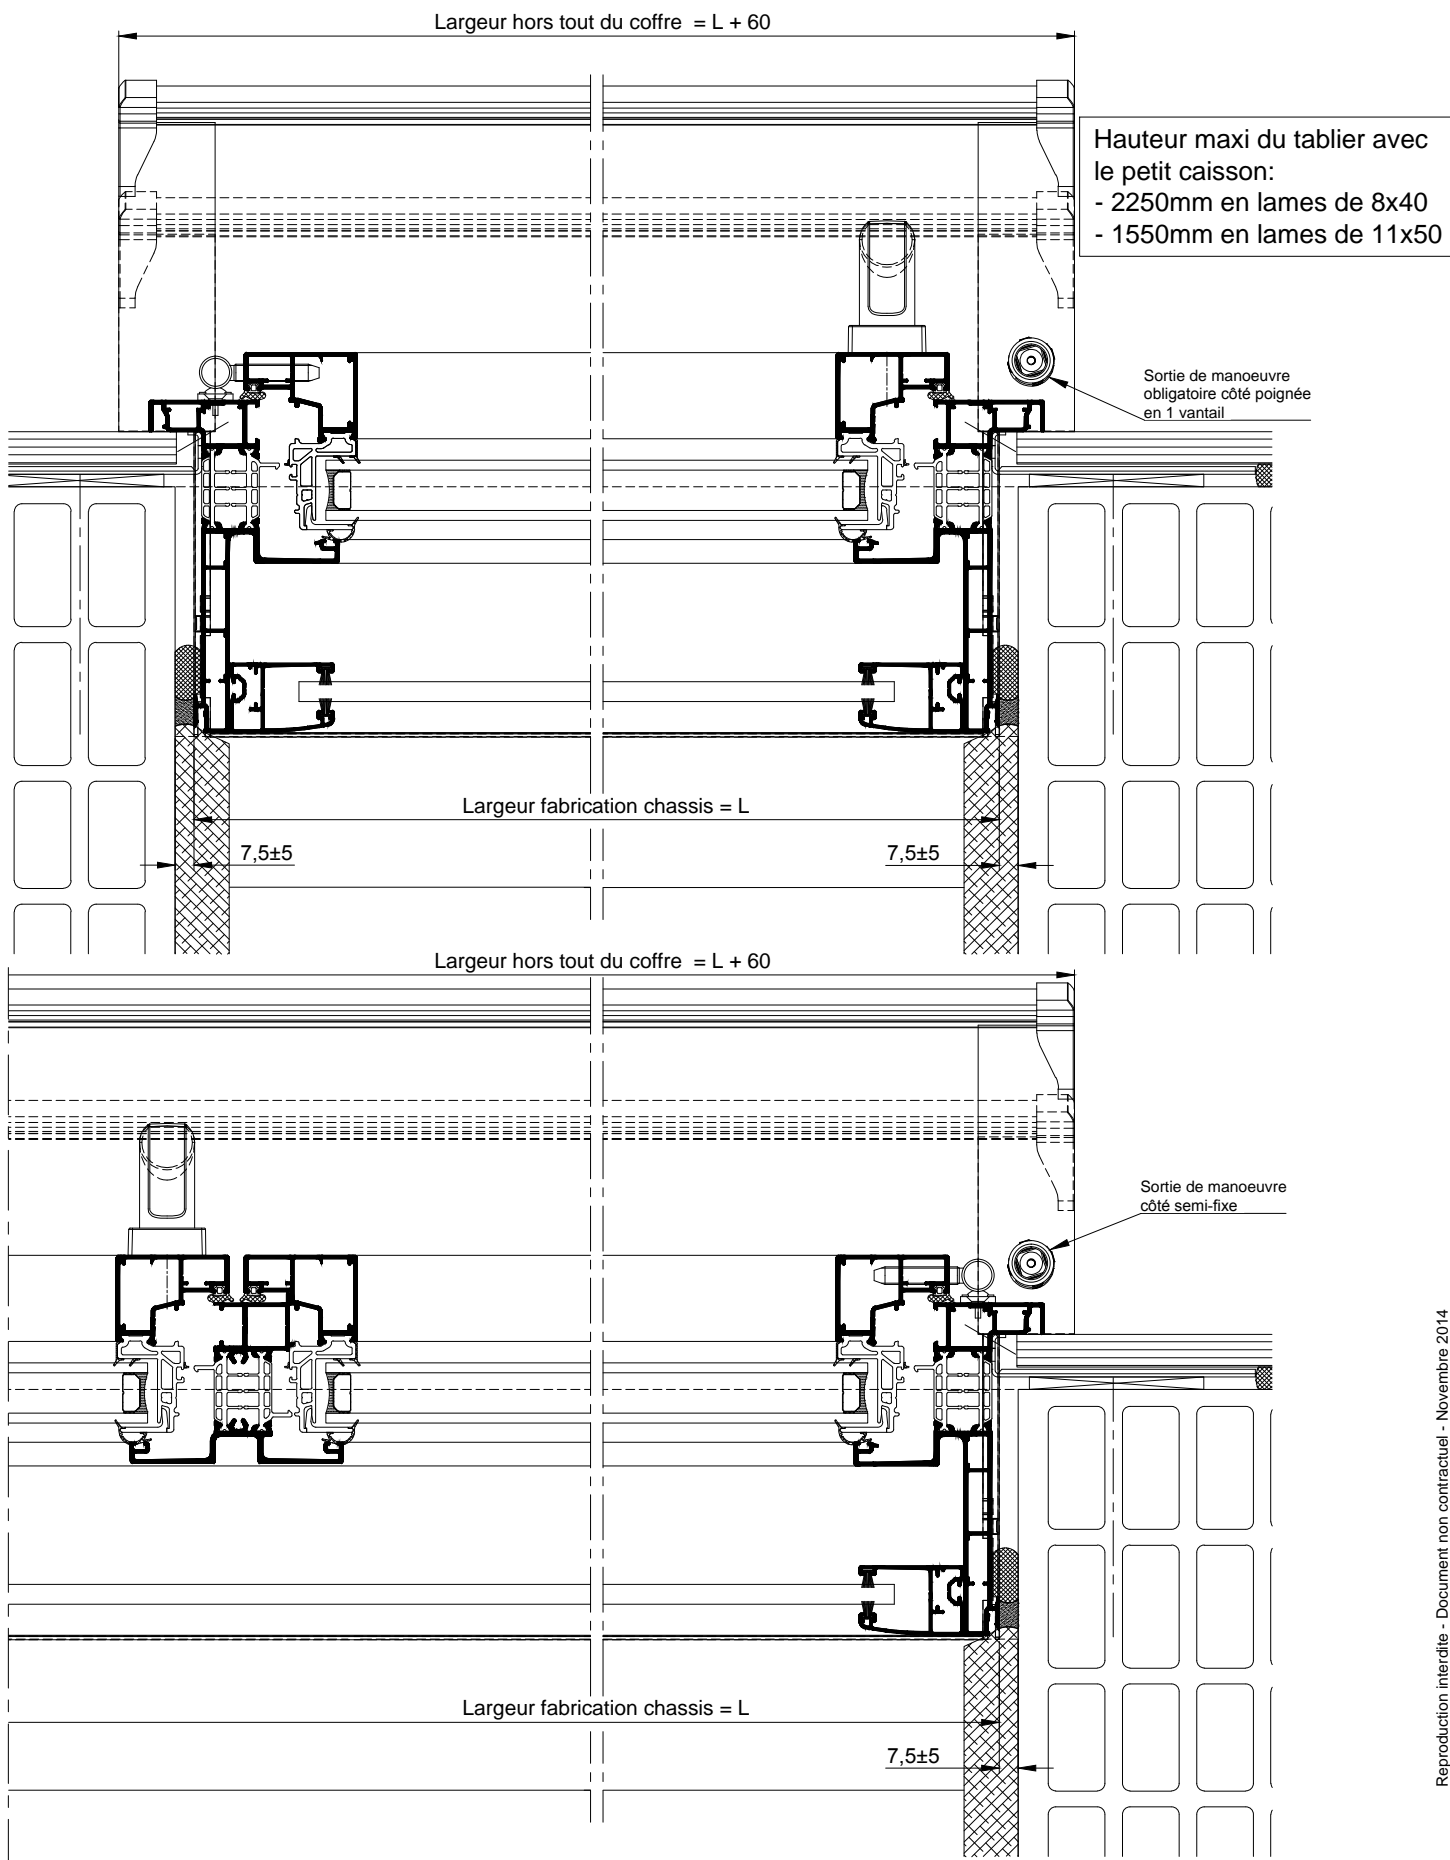 Largeur hors tout du coffre  = L + 60
Hauteur maxi du tablier avec
le petit caisson:
- 2250mm en lames de 8x40
- 1550mm en lames de 11x50
Sortie de manoeuvre
obligatoire côté poignée
en 1 vantail
Largeur fabrication chassis = L
7,5±5
7,5±5
Largeur hors tout du coffre  = L + 60
Sortie de manoeuvre
côté semi-fixe
Largeur fabrication chassis = L
7,5±5
Reproduction interdite - Document non contractuel - Novembre 2014